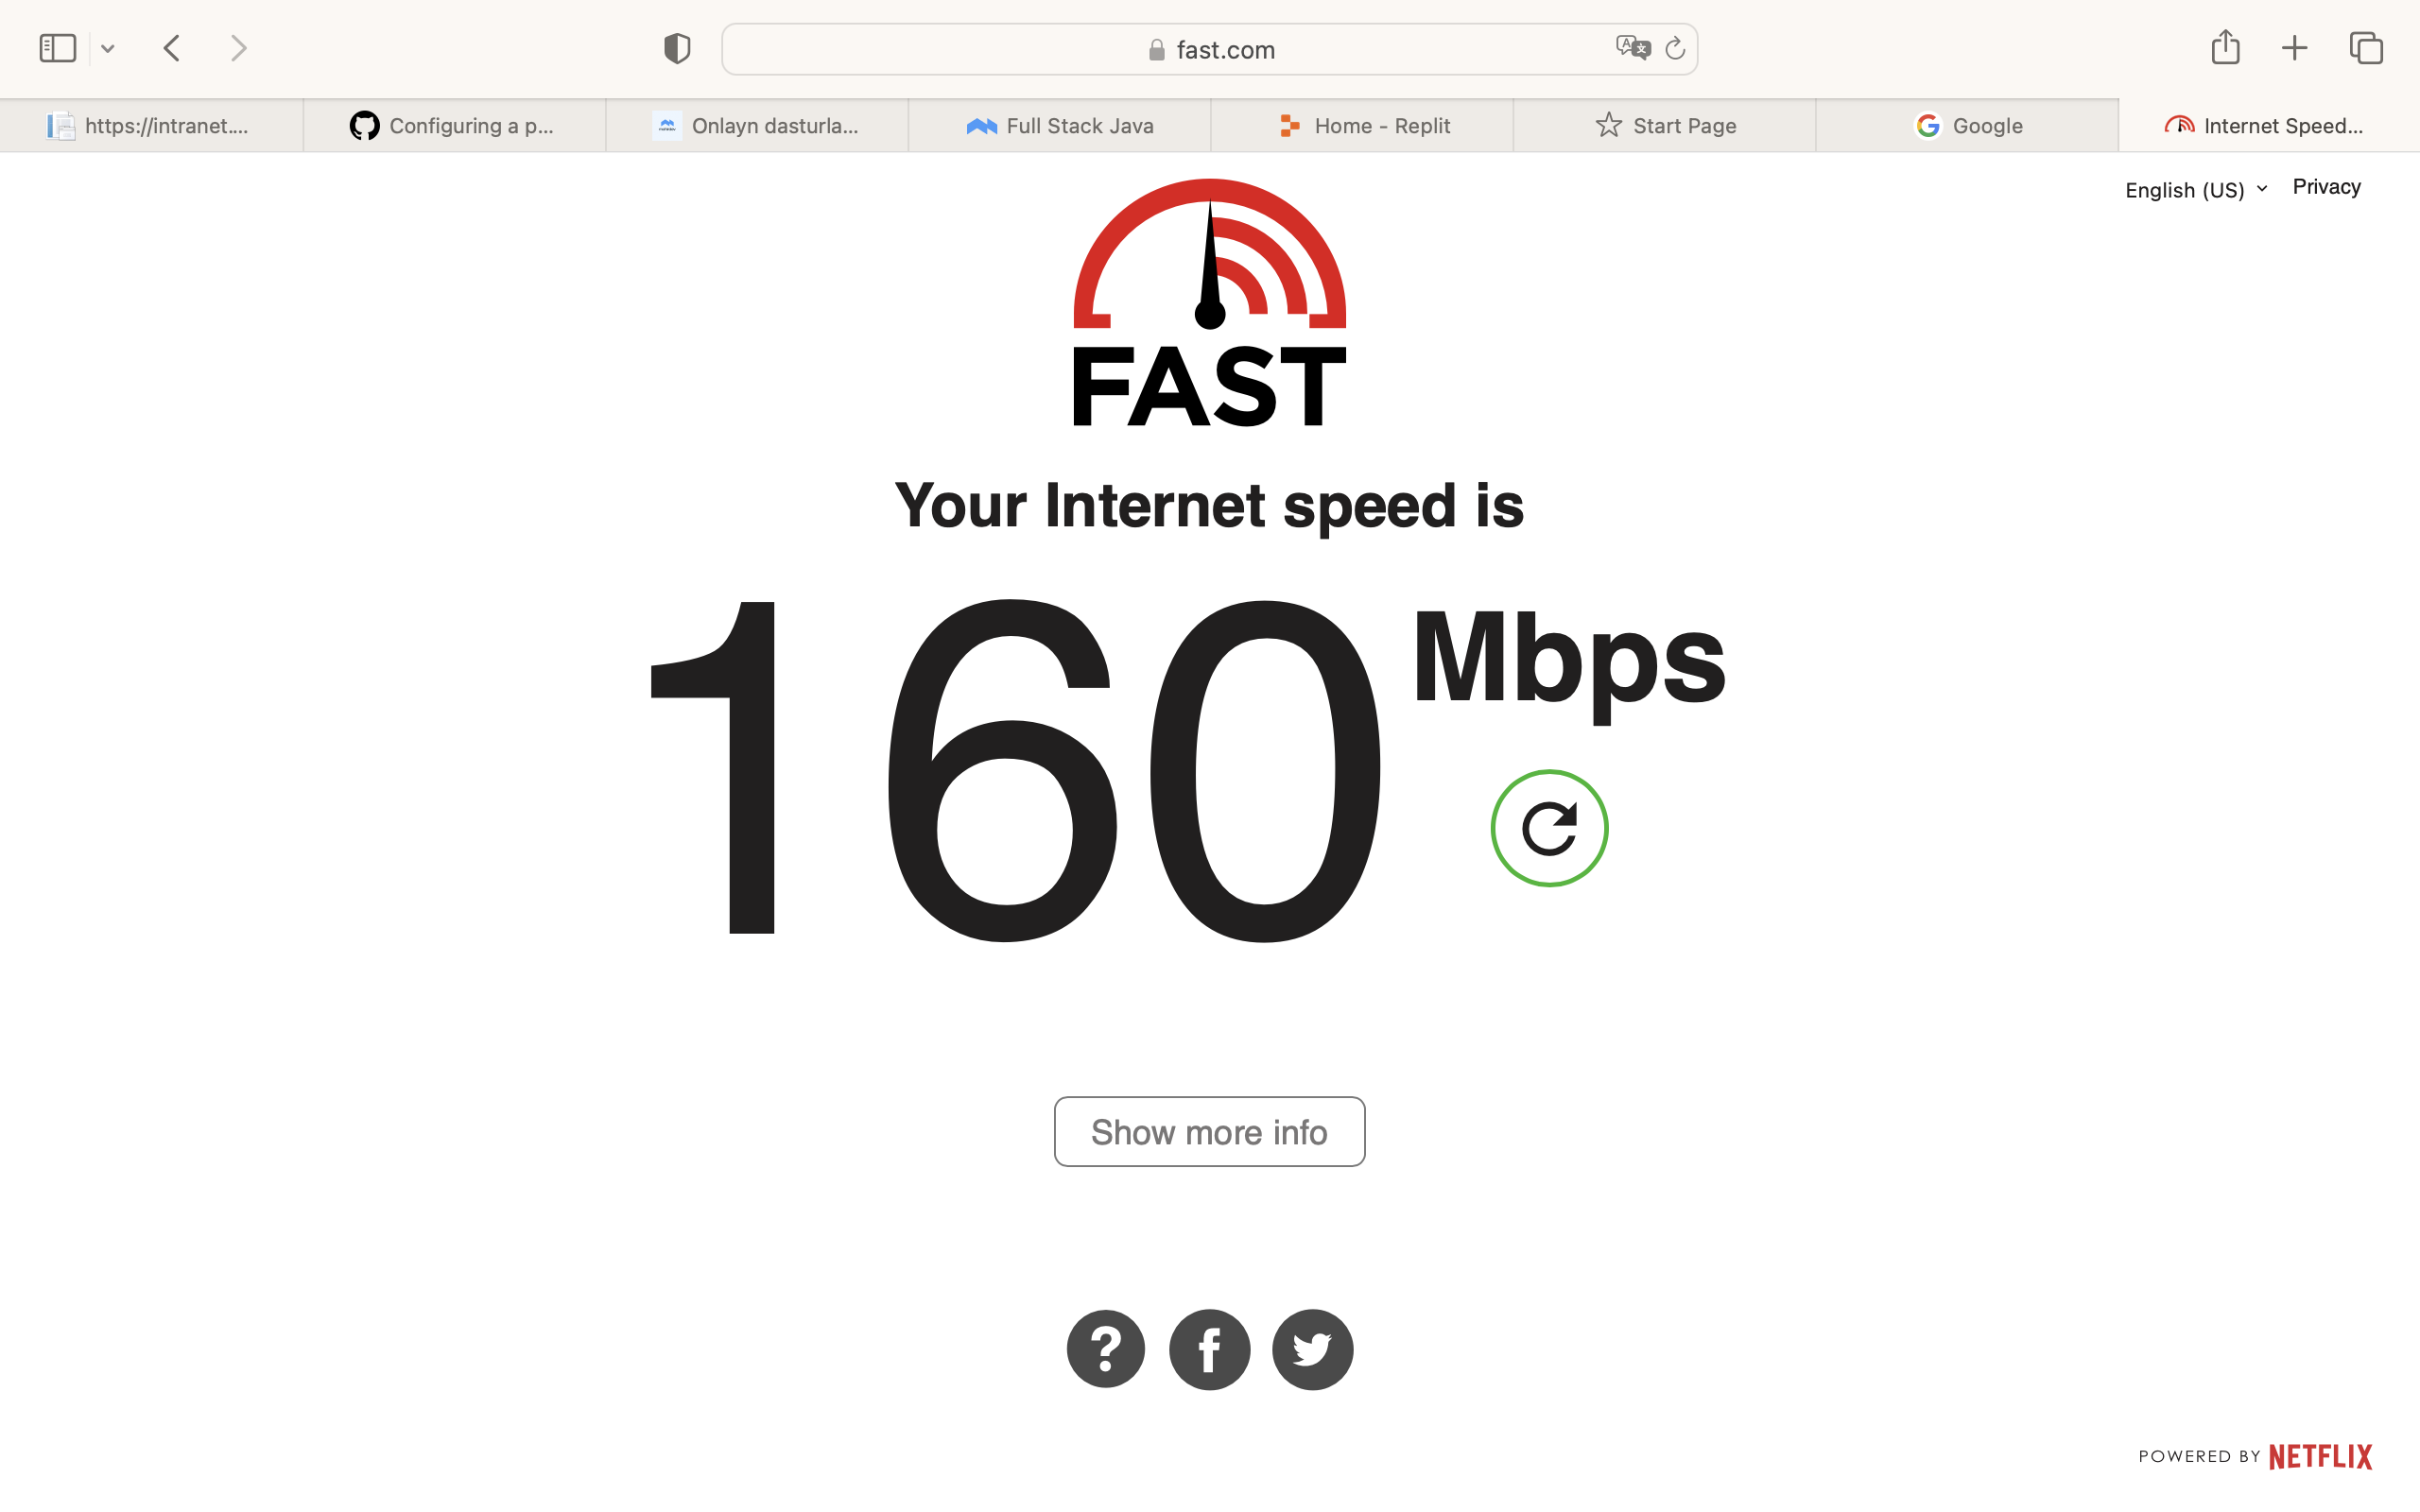 fast.com
https://intranet....
Configuring a p...
Onlayn dasturla...
Full Stack Java
Home - Replit
Start Page
Google
Internet Speed...
English (US)
Privacy
FAST
Your Internet speed is
160 Mbps
Show more info
POWERED BY NETFLIX